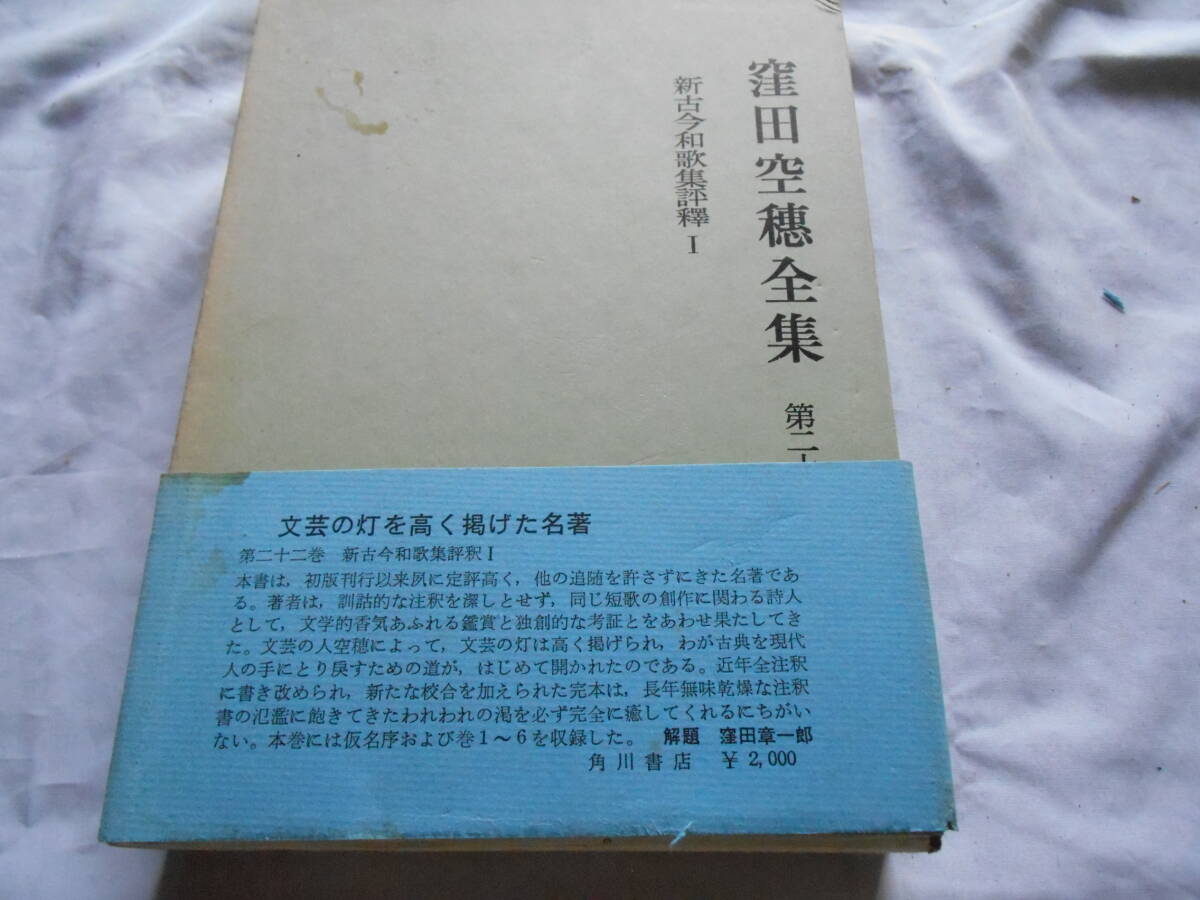 窪田空穂全集 第二十
新古今和歌集評釋 I
文芸の灯を高く掲げた名著
第二十二巻 新古今和歌集評釈 I
本書は，初版刊行以来夙に定評高く，他の追随を許さずにきた名著であ
る。著者は，訓詁的な注釈を潔しとせず，同じ短歌の創作に関わる詩人
として，文学的香気あふれる鑑賞と独創的な考証とをあわせ果たしてき
た。文芸の人空穂によって，文芸の灯は高く掲げられ，わが古典を現代
人の手にとり戻すための道が，はじめて開かれたのである。近年全注釈
に書き改められ，新たな校合を加えられた完本は，長年無味乾燥な注釈
書の氾濫に飽きてきたわれわれの渇を必ず完全に癒してくれるにちがい
ない。本巻には仮名序および巻1～6を収録した。 解題 窪田章一郎
角川書店 ￥2,000